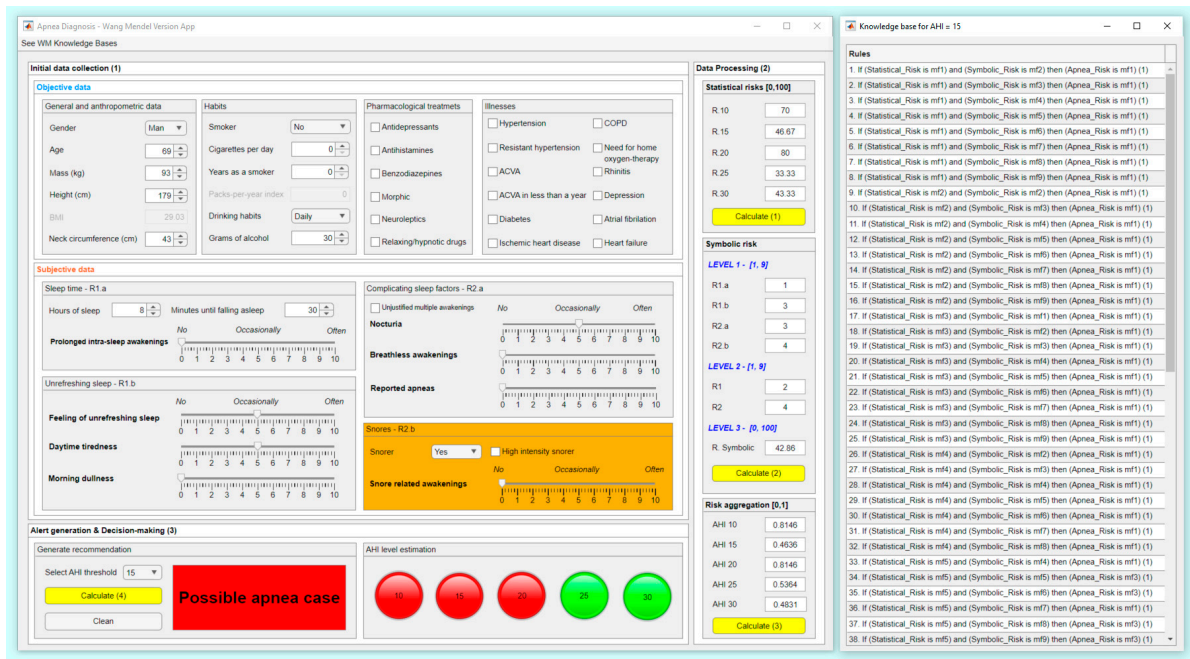 Apnea Diagnosis - Wang Mendel Version App
See WM Knowledge Bases
Initial data collection (1)
Objective data
General and anthropometric data
Gender Man
Age 69
Mass (kg) 93
Height (cm) 179
BMI 29.03
Neck circumference (cm) 43
Habits
Smoker No
Cigarettes per day 0
Years as a smoker 0
Packs-per-year index 0
Drinking habits Daily
Grams of alcohol 30
Pharmacological treatmets
Antidepressants
Antihistamines
Benzodiazepines
Morphic
Neuroleptics
Relaxing/hypnotic drugs
Illnesses
Hypertension COPD
Resistant hypertension Need for home
oxygen-therapy
ACVA Rhinitis
ACVA in less than a year Depression
Diabetes Atrial fibrilation
Ischemic heart disease Heart failure
Subjective data
Sleep time - R1.a
Hours of sleep 8 Minutes until falling asleep 30
No Occasionally Often
Prolonged intra-sleep awakenings
0 1 2 3 4 5 6 7 8 9 10
Unrefreshing sleep - R1.b
No Occasionally Often
Feeling of unrefreshing sleep
0 1 2 3 4 5 6 7 8 9 10
Daytime tiredness
0 1 2 3 4 5 6 7 8 9 10
Morning dullness
0 1 2 3 4 5 6 7 8 9 10
Complicating sleep factors - R2.a
Unjustified multiple awakenings No Occasionally Often
Nocturia
0 1 2 3 4 5 6 7 8 9 10
Breathless awakenings
0 1 2 3 4 5 6 7 8 9 10
Reported apneas
0 1 2 3 4 5 6 7 8 9 10
Snores - R2.b
Snorer Yes High intensity snorer
No Occasionally Often
Snore related awakenings
0 1 2 3 4 5 6 7 8 9 10
Alert generation & Decision-making (3)
Generate recommendation
Select AHI threshold 15
Calculate (4)
Clean
Possible apnea case
AHI level estimation
10 15 20 25 30
Data Processing (2)
Statistical risks [0,100]
R.10 70
R.15 46.67
R.20 80
R.25 33.33
R.30 43.33
Calculate (1)
Symbolic risk
LEVEL 1 - [1, 9]
R1.a 1
R1.b 3
R2.a 3
R2.b 4
LEVEL 2 - [1, 9]
R1 2
R2 4
LEVEL 3 - [0, 100]
R. Symbolic 42.86
Calculate (2)
Risk aggregation [0,1]
AHI 10 0.8146
AHI 15 0.4636
AHI 20 0.8146
AHI 25 0.5364
AHI 30 0.4831
Calculate (3)
Knowledge base for AHI = 15
Rules
1. If (Statistical_Risk is mf1) and (Symbolic_Risk is mf2) then (Apnea_Risk is mf1) (1)
2. If (Statistical_Risk is mf1) and (Symbolic_Risk is mf3) then (Apnea_Risk is mf1) (1)
3. If (Statistical_Risk is mf1) and (Symbolic_Risk is mf4) then (Apnea_Risk is mf1) (1)
4. If (Statistical_Risk is mf1) and (Symbolic_Risk is mf5) then (Apnea_Risk is mf1) (1)
5. If (Statistical_Risk is mf1) and (Symbolic_Risk is mf6) then (Apnea_Risk is mf1) (1)
6. If (Statistical_Risk is mf1) and (Symbolic_Risk is mf7) then (Apnea_Risk is mf1) (1)
7. If (Statistical_Risk is mf1) and (Symbolic_Risk is mf8) then (Apnea_Risk is mf1) (1)
8. If (Statistical_Risk is mf1) and (Symbolic_Risk is mf9) then (Apnea_Risk is mf1) (1)
9. If (Statistical_Risk is mf2) and (Symbolic_Risk is mf2) then (Apnea_Risk is mf1) (1)
10. If (Statistical_Risk is mf2) and (Symbolic_Risk is mf3) then (Apnea_Risk is mf1) (1)
11. If (Statistical_Risk is mf2) and (Symbolic_Risk is mf4) then (Apnea_Risk is mf1) (1)
12. If (Statistical_Risk is mf2) and (Symbolic_Risk is mf5) then (Apnea_Risk is mf1) (1)
13. If (Statistical_Risk is mf2) and (Symbolic_Risk is mf6) then (Apnea_Risk is mf1) (1)
14. If (Statistical_Risk is mf2) and (Symbolic_Risk is mf7) then (Apnea_Risk is mf1) (1)
15. If (Statistical_Risk is mf2) and (Symbolic_Risk is mf8) then (Apnea_Risk is mf1) (1)
16. If (Statistical_Risk is mf2) and (Symbolic_Risk is mf9) then (Apnea_Risk is mf1) (1)
17. If (Statistical_Risk is mf3) and (Symbolic_Risk is mf1) then (Apnea_Risk is mf1) (1)
18. If (Statistical_Risk is mf3) and (Symbolic_Risk is mf2) then (Apnea_Risk is mf1) (1)
19. If (Statistical_Risk is mf3) and (Symbolic_Risk is mf3) then (Apnea_Risk is mf1) (1)
20. If (Statistical_Risk is mf3) and (Symbolic_Risk is mf4) then (Apnea_Risk is mf1) (1)
21. If (Statistical_Risk is mf3) and (Symbolic_Risk is mf5) then (Apnea_Risk is mf1) (1)
22. If (Statistical_Risk is mf3) and (Symbolic_Risk is mf6) then (Apnea_Risk is mf1) (1)
23. If (Statistical_Risk is mf3) and (Symbolic_Risk is mf7) then (Apnea_Risk is mf1) (1)
24. If (Statistical_Risk is mf3) and (Symbolic_Risk is mf8) then (Apnea_Risk is mf1) (1)
25. If (Statistical_Risk is mf3) and (Symbolic_Risk is mf9) then (Apnea_Risk is mf1) (1)
26. If (Statistical_Risk is mf4) and (Symbolic_Risk is mf2) then (Apnea_Risk is mf1) (1)
27. If (Statistical_Risk is mf4) and (Symbolic_Risk is mf3) then (Apnea_Risk is mf1) (1)
28. If (Statistical_Risk is mf4) and (Symbolic_Risk is mf4) then (Apnea_Risk is mf1) (1)
29. If (Statistical_Risk is mf4) and (Symbolic_Risk is mf5) then (Apnea_Risk is mf1) (1)
30. If (Statistical_Risk is mf4) and (Symbolic_Risk is mf6) then (Apnea_Risk is mf1) (1)
31. If (Statistical_Risk is mf4) and (Symbolic_Risk is mf7) then (Apnea_Risk is mf1) (1)
32. If (Statistical_Risk is mf4) and (Symbolic_Risk is mf8) then (Apnea_Risk is mf1) (1)
33. If (Statistical_Risk is mf5) and (Symbolic_Risk is mf4) then (Apnea_Risk is mf1) (1)
34. If (Statistical_Risk is mf5) and (Symbolic_Risk is mf5) then (Apnea_Risk is mf3) (1)
35. If (Statistical_Risk is mf5) and (Symbolic_Risk is mf6) then (Apnea_Risk is mf3) (1)
36. If (Statistical_Risk is mf5) and (Symbolic_Risk is mf7) then (Apnea_Risk is mf1) (1)
37. If (Statistical_Risk is mf5) and (Symbolic_Risk is mf8) then (Apnea_Risk is mf3) (1)
38. If (Statistical_Risk is mf5) and (Symbolic_Risk is mf9) then (Apnea_Risk is mf3) (1)